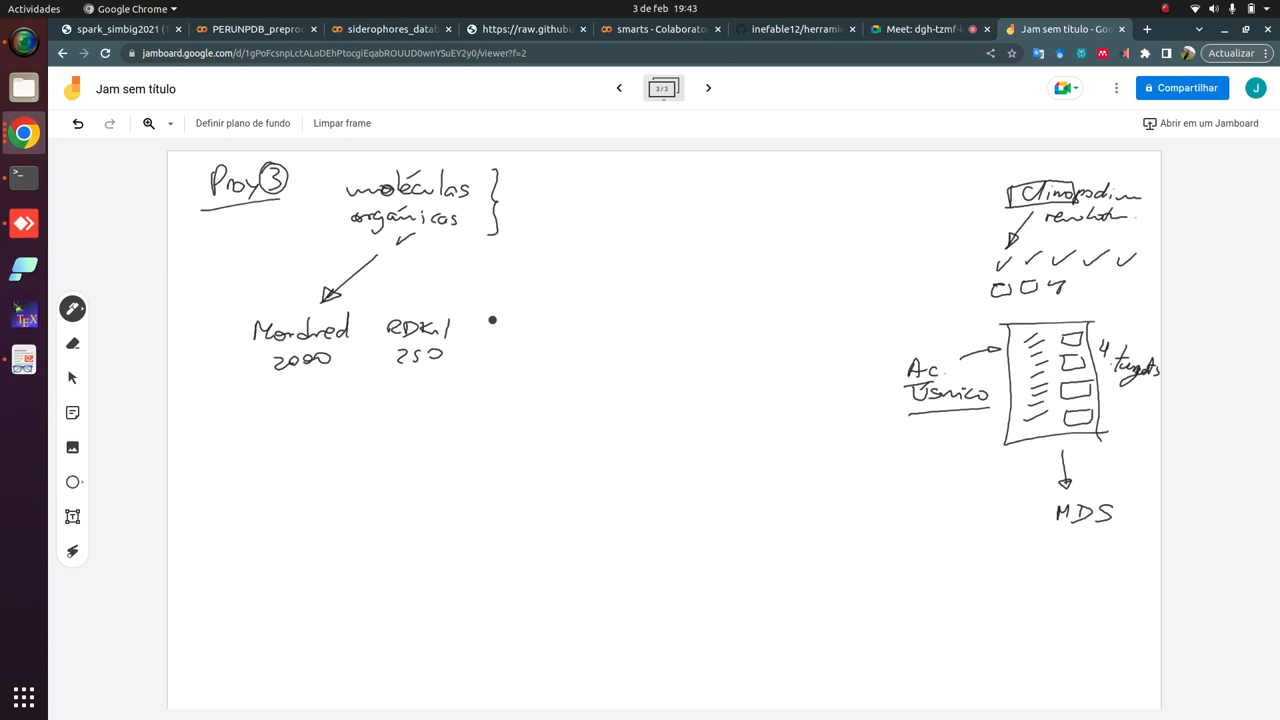 Actividades
Google Chrome
3 de feb 19:43
spark_simbig2021 (1
PERUNPDB_preproc
siderophores_datab
https://raw.githubu
smarts - Colaborato
inefable12/herramie
Meet: dgh-tzmf-k
Jam sem título - Goo
jamboard.google.com/d/1gPoFcsnpLctALoDEhPtocgiEqabROUUD0wnYSuEY2y0/viewer?f=2
Actualizar
Jam sem título
3/3
Compartilhar
J
Definir plano de fundo
Limpar frame
Abrir em um Jamboard
Proy 3
moléculas
orgánicos
Mordred
2000
RDKit
250
Clinopodium
revolutum
Ac.
Úsnico
4 targets
MDS